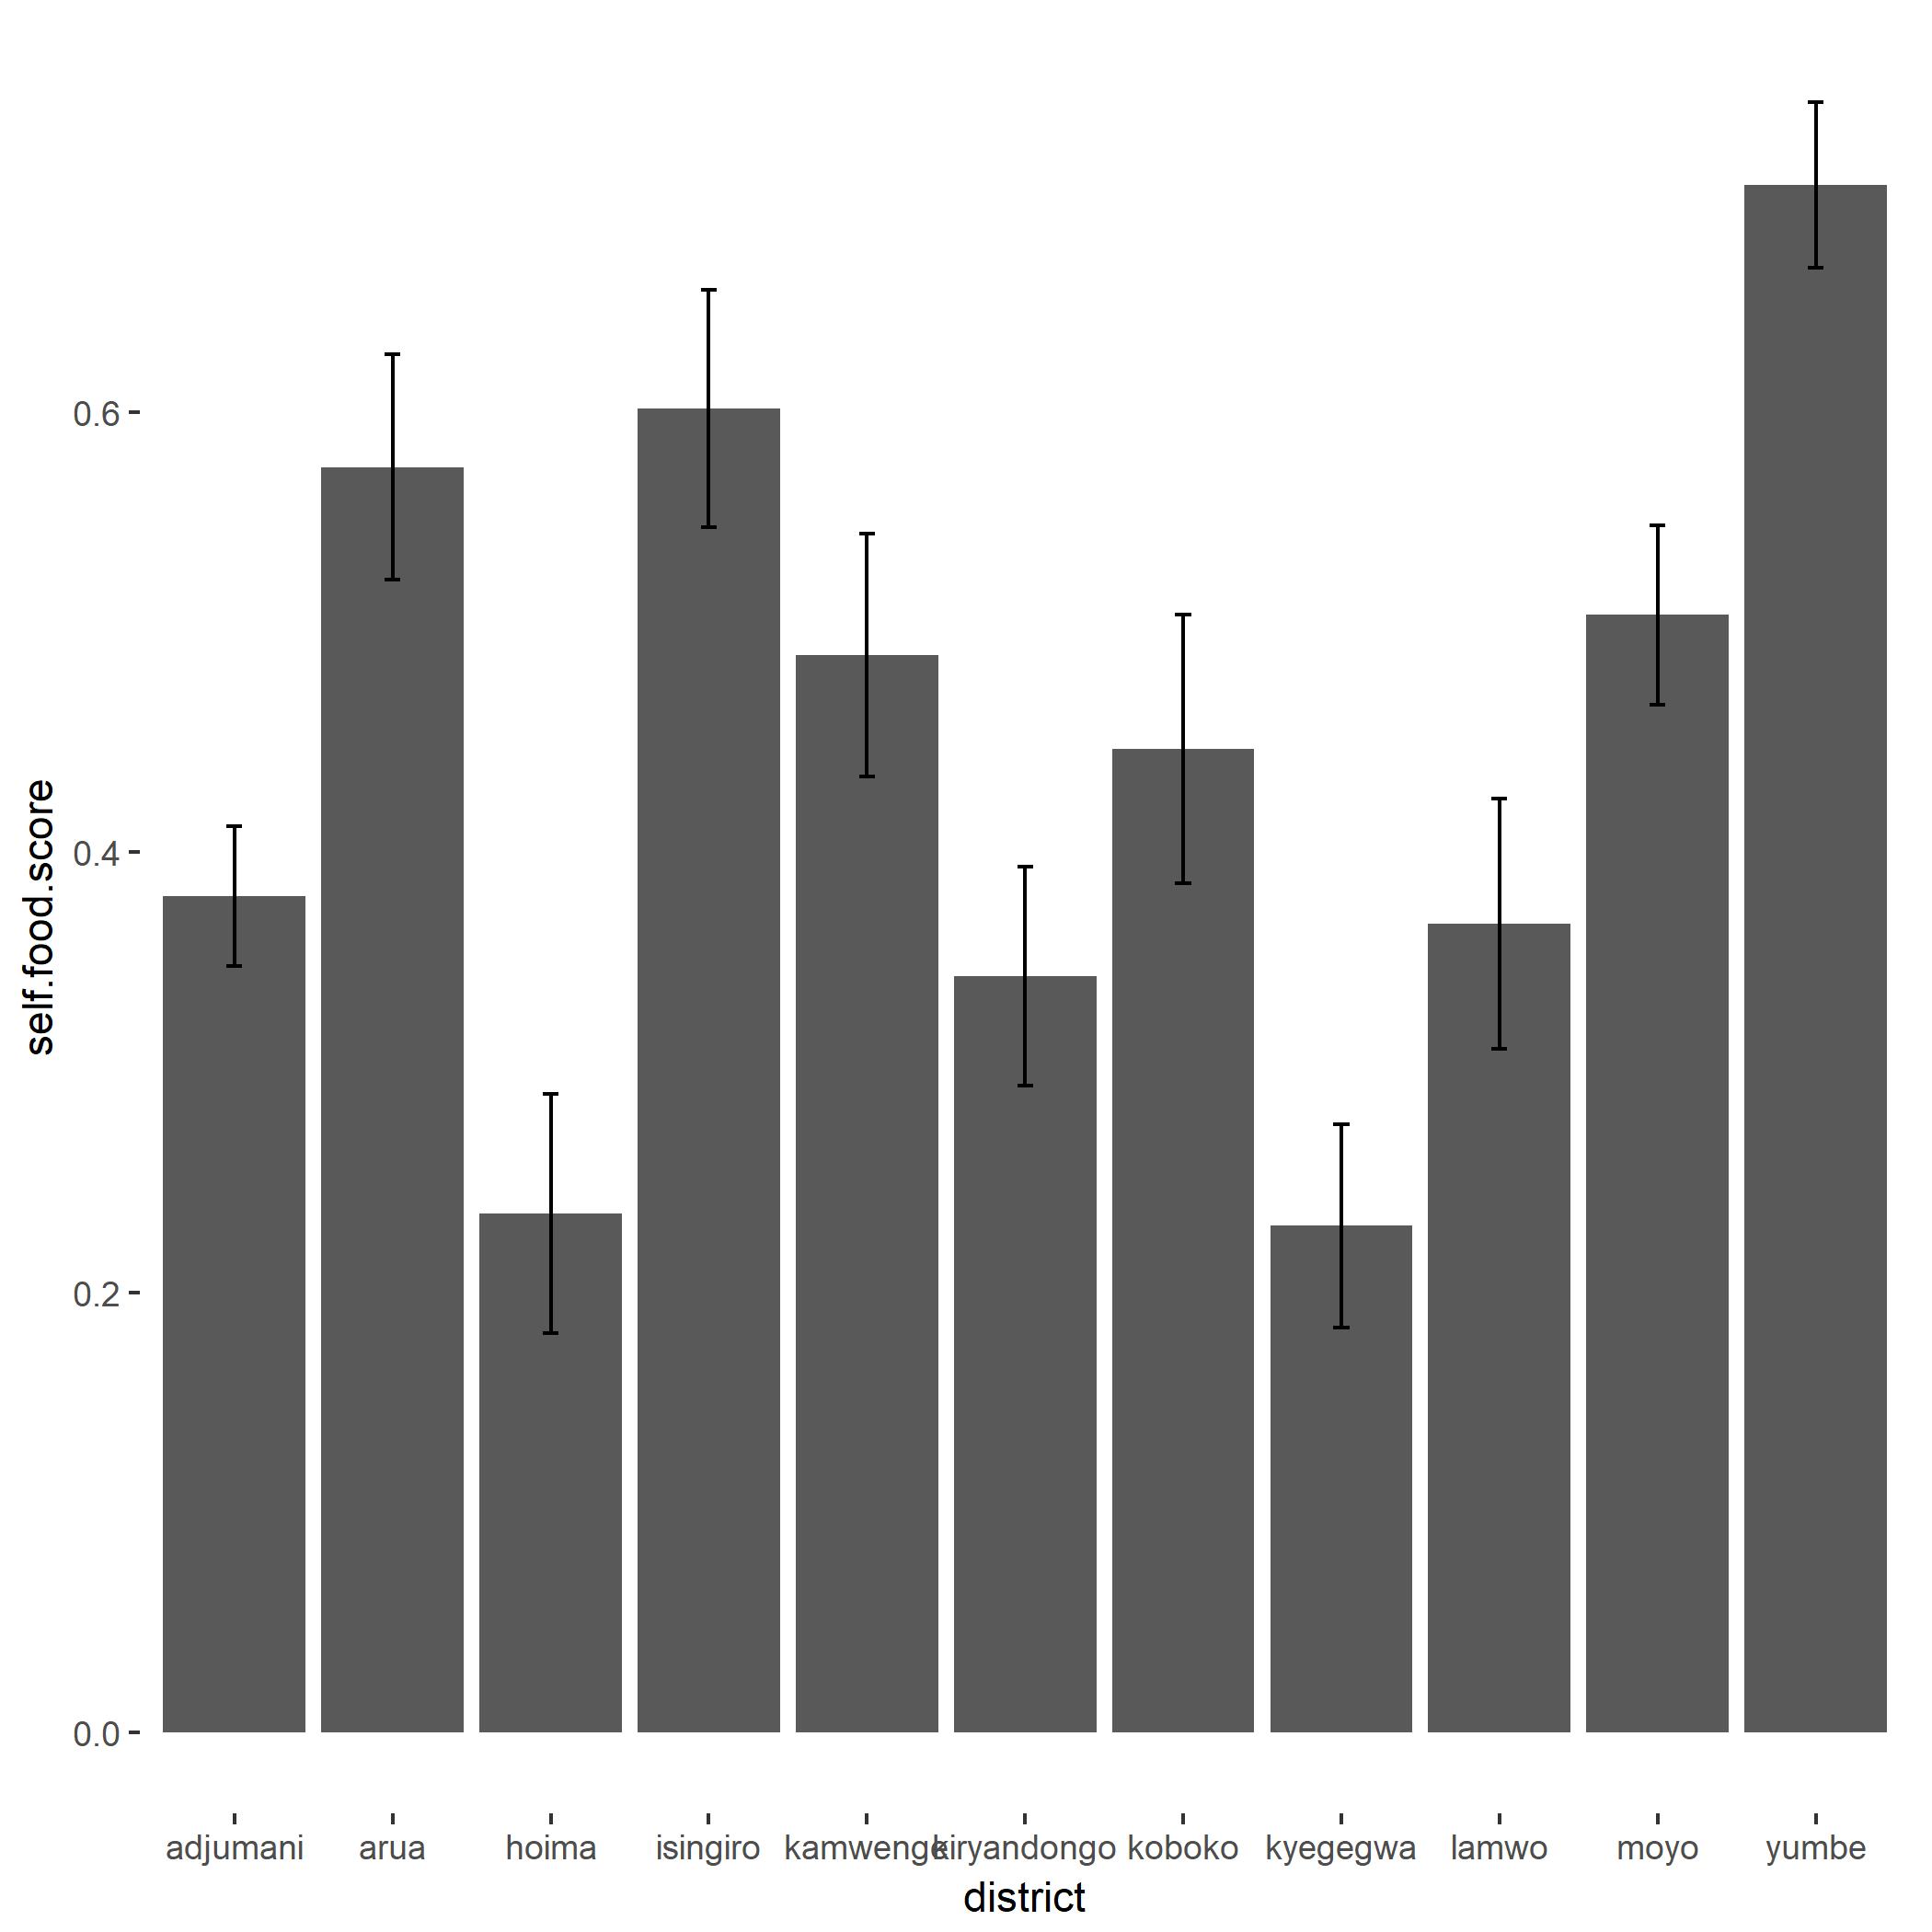 self.food.score
0.6
0.4
0.2
0.0
adjumani arua hoima isingiro kamwenge kiryandongo koboko kyegegwa lamwo moyo yumbe
district